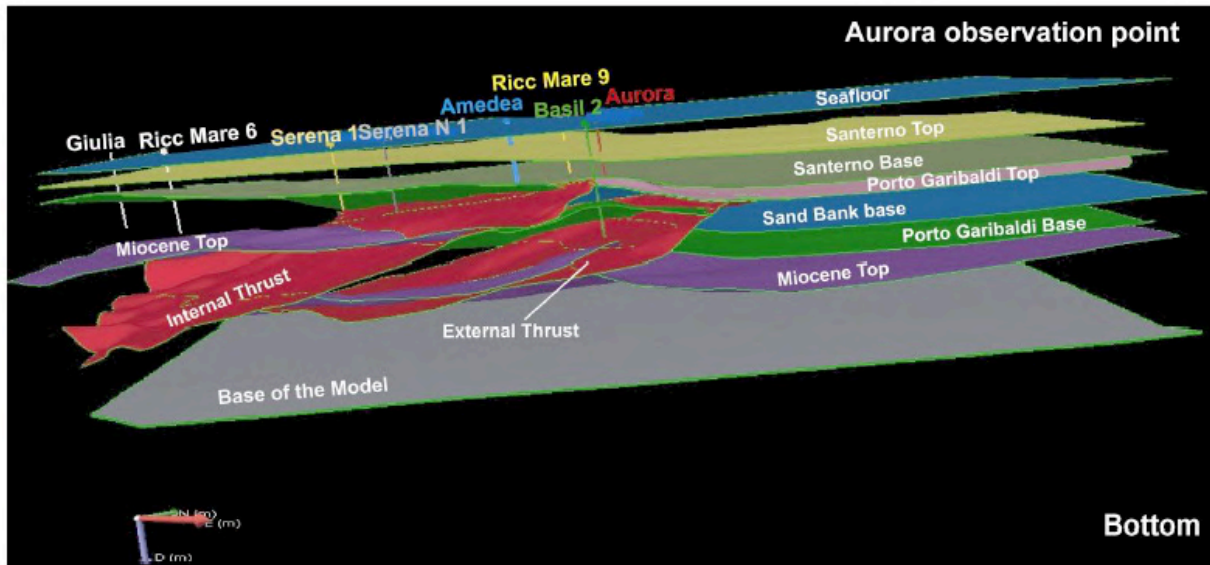 Aurora observation point
Ricc Mare 9
Amedea
Basil 2
Aurora
Seafloor
Giulia
Ricc Mare 6
Serena 1
Serena N 1
Santerno Top
Santerno Base
Porto Garibaldi Top
Sand Bank base
Miocene Top
Porto Garibaldi Base
Miocene Top
Internal Thrust
External Thrust
Base of the Model
N (m)
E (m)
D (m)
Bottom